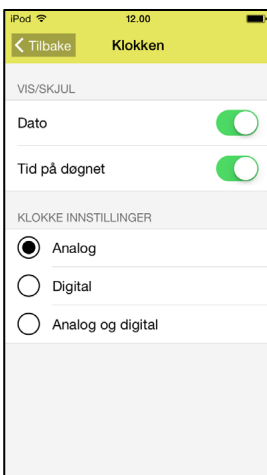 iPod 12.00
Tilbake Klokken
VIS/SKJUL
Dato
Tid på døgnet
KLOKKE INNSTILLINGER
Analog
Digital
Analog og digital